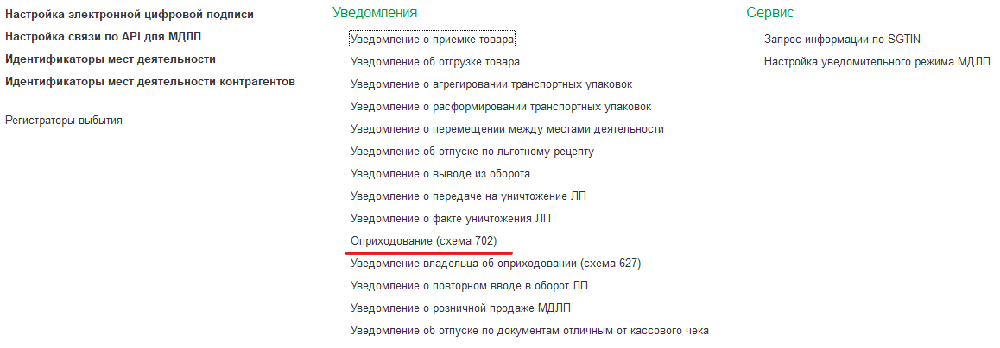 Настройка электронной цифровой подписи
Настройка связи по API для МДЛП
Идентификаторы мест деятельности
Идентификаторы мест деятельности контрагентов
Регистраторы выбытия
Уведомления
Уведомление о приемке товара
Уведомление об отгрузке товара
Уведомление о агрегировании транспортных упаковок
Уведомление о расформировании транспортных упаковок
Уведомление о перемещении между местами деятельности
Уведомление об отпуске по льготному рецепту
Уведомление о выводе из оборота
Уведомление о передаче на уничтожение ЛП
Уведомление о факте уничтожения ЛП
Оприходование (схема 702)
Уведомление владельца об оприходовании (схема 627)
Уведомление о повторном вводе в оборот ЛП
Уведомление о розничной продаже МДЛП
Уведомление об отпуске по документам отличным от кассового чека
Сервис
Запрос информации по SGTIN
Настройка уведомительного режима МДЛП